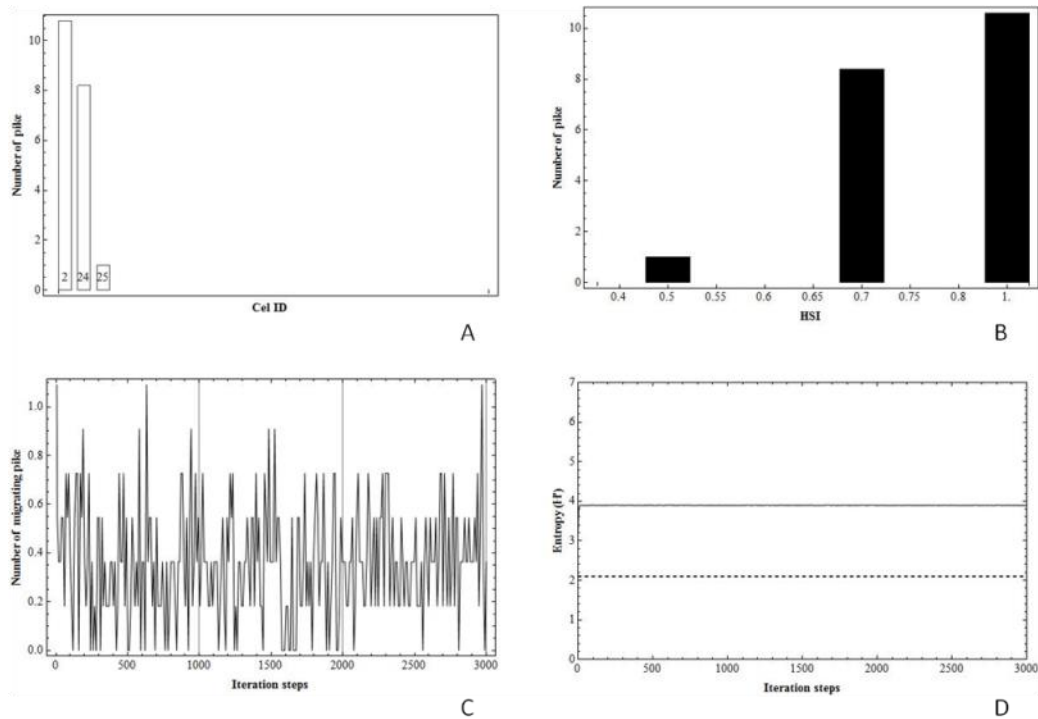 Number of pike
10
8
6
4
2
0
2 24 25
Cel ID
A
Number of pike
10
8
6
4
2
0
0.4 0.5 0.55 0.6 0.65 0.7 0.75 0.8 1.
HSI
B
Number of migrating pike
1.0
0.8
0.6
0.4
0.2
0.0
0 500 1000 1500 2000 2500 3000
Iteration steps
C
Entropy (H')
7
6
5
4
3
2
1
0
500 1000 1500 2000 2500 3000
Iteration steps
D